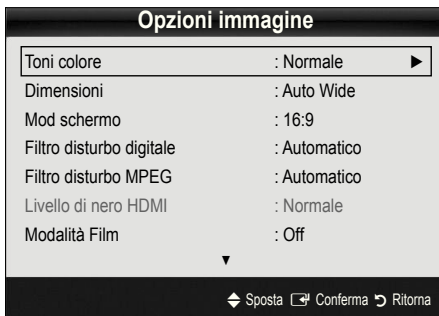 Opzioni immagine
Toni colore : Normale ▶
Dimensioni : Auto Wide
Mod schermo : 16:9
Filtro disturbo digitale : Automatico
Filtro disturbo MPEG : Automatico
Livello di nero HDMI : Normale
Modalità Film : Off
▼
Sposta Conferma Ritorna